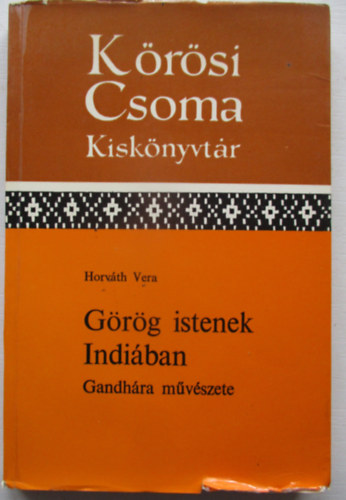 Kőrösi
Csoma
Kiskönyvtár
Horváth Vera
Görög istenek
Indiában
Gandhára művészete